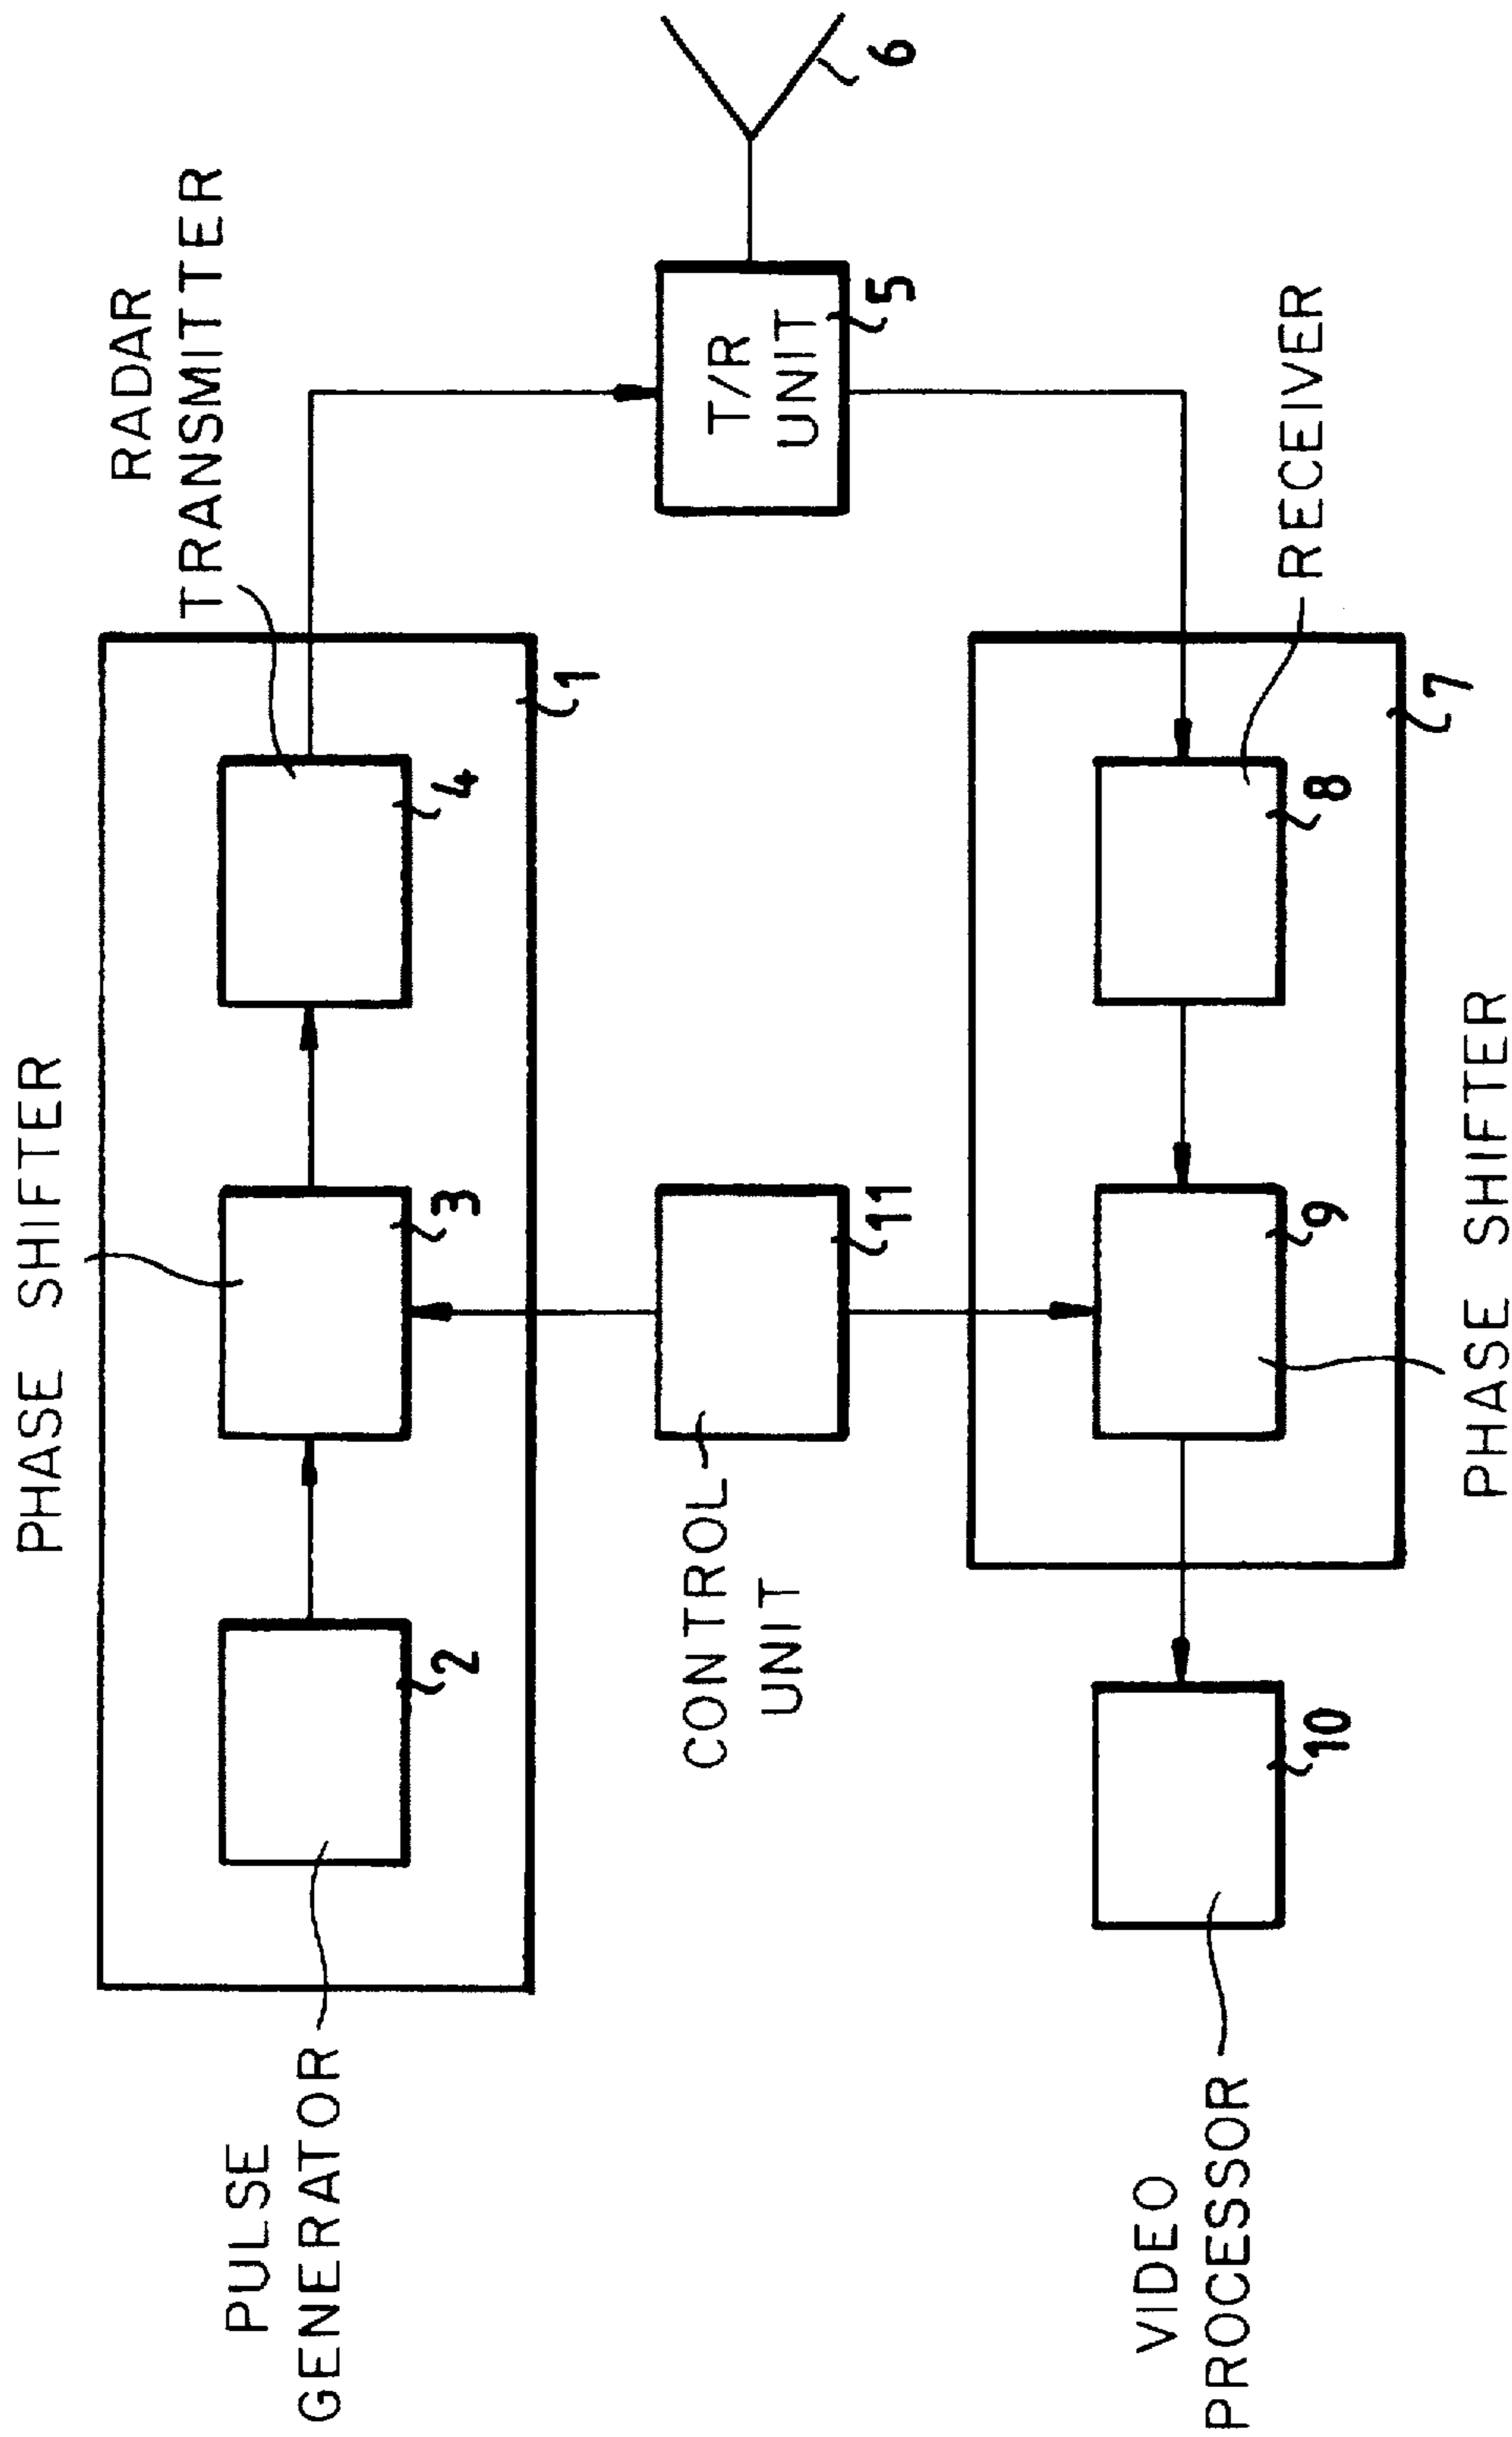 PHASE SHIFTER
RADAR
TRANSMITTER
PULSE
GENERATOR
2
3
4
1
CONTROL
UNIT
11
T/R
UNIT
5
6
VIDEO
PROCESSOR
10
9
8
RECEIVER
7
PHASE SHIFTER